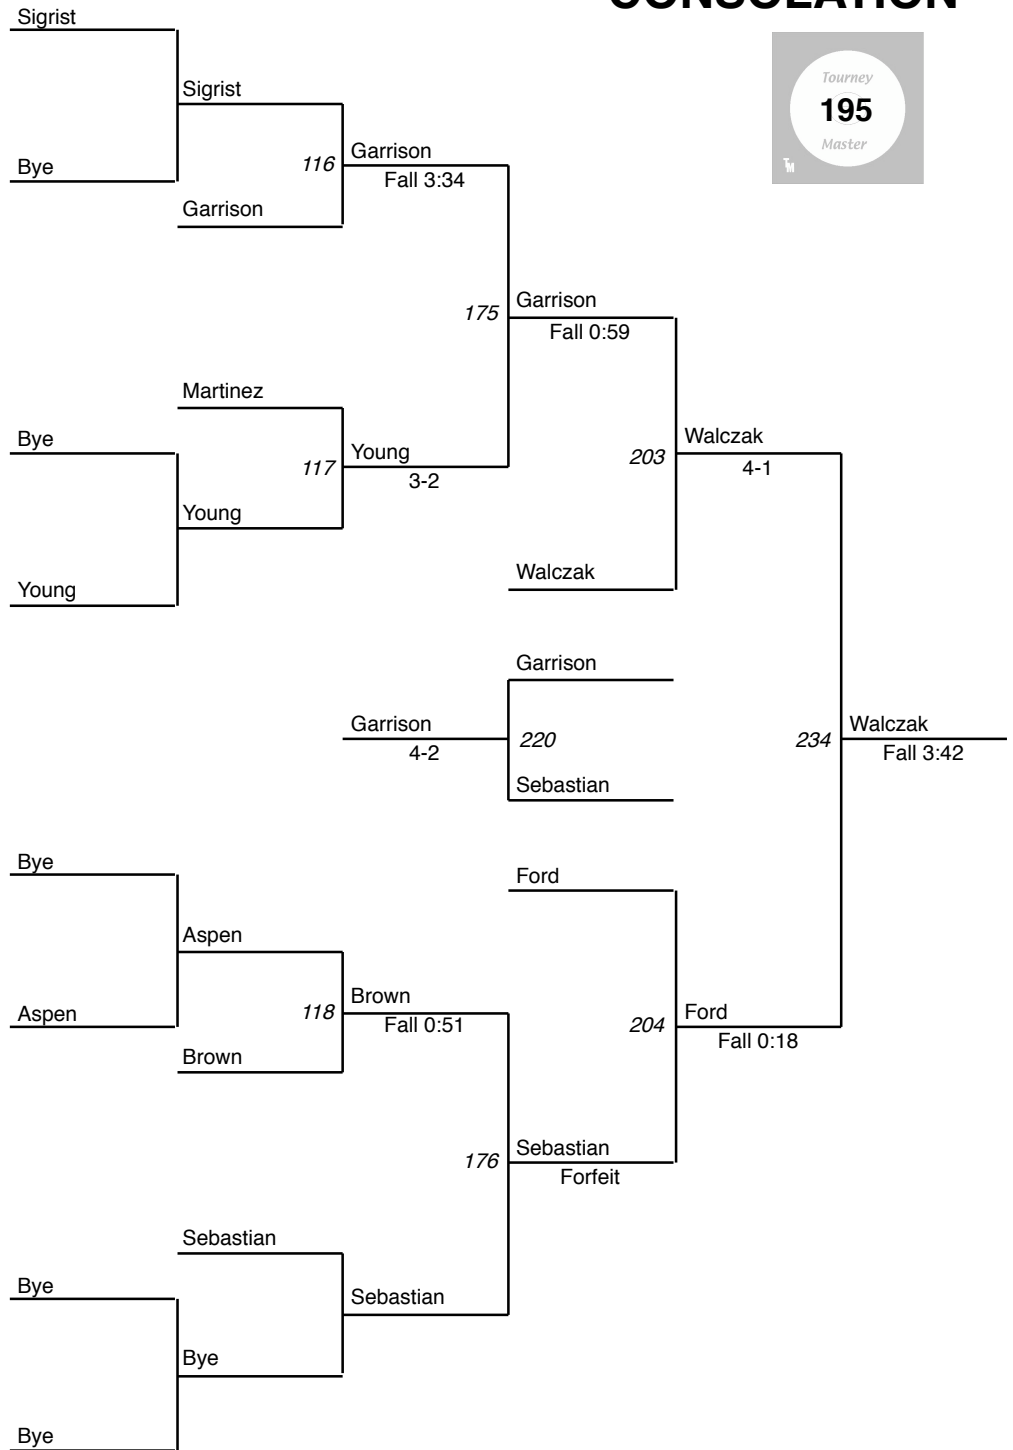 CONSOLATION
Sigrist
Tourney
195
Master
TM
Sigrist
116
Garrison
Fall 3:34
Bye
Garrison
175
Garrison
Fall 0:59
Martinez
Bye
117
Young
3-2
203
Walczak
4-1
Young
Walczak
Young
Garrison
Garrison
4-2
220
234
Walczak
Fall 3:42
Sebastian
Bye
Ford
Aspen
118
Brown
Fall 0:51
Aspen
204
Ford
Fall 0:18
Brown
176
Sebastian
Forfeit
Sebastian
Bye
Sebastian
Bye
Bye